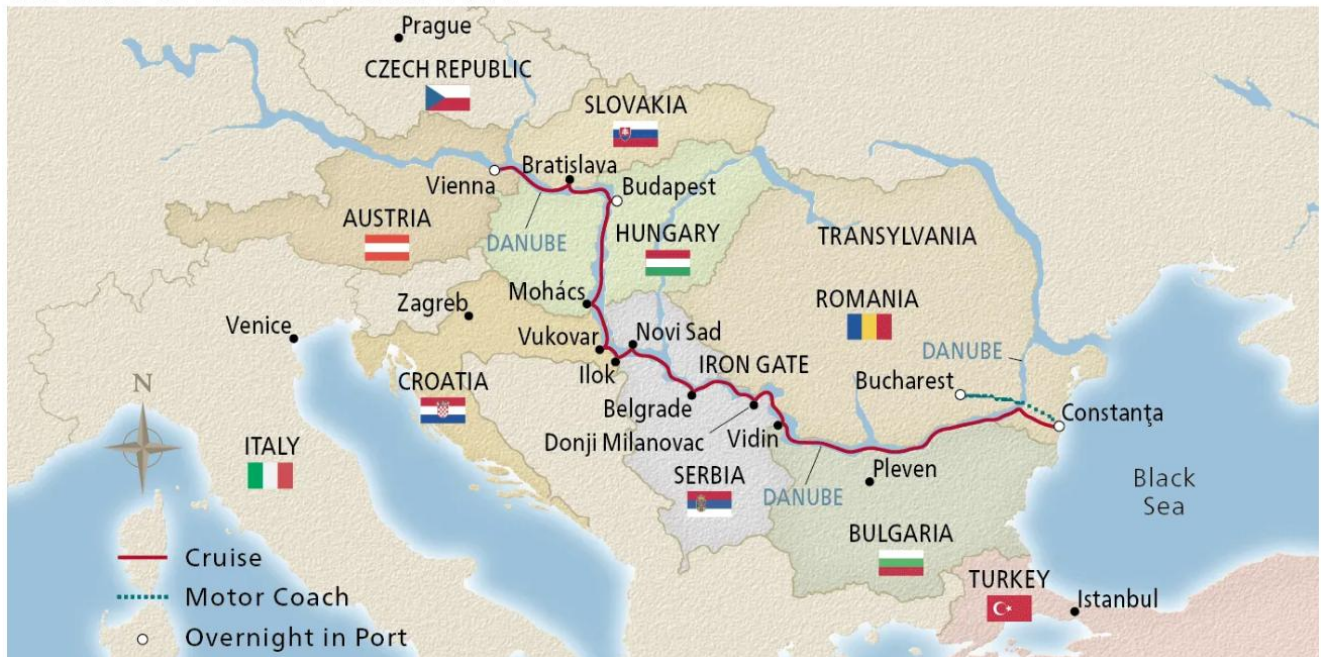 Prague
CZECH REPUBLIC
SLOVAKIA
Bratislava
Vienna
Budapest
AUSTRIA
DANUBE
HUNGARY
TRANSYLVANIA
Mohács
Zagreb
ROMANIA
Venice
Vukovar
Novi Sad
IRON GATE
DANUBE
Ilok
Bucharest
CROATIA
Belgrade
Constanţa
Donji Milanovac
Vidin
N
ITALY
SERBIA
DANUBE
Pleven
Black
Sea
BULGARIA
Cruise
Motor Coach
TURKEY
Istanbul
Overnight in Port